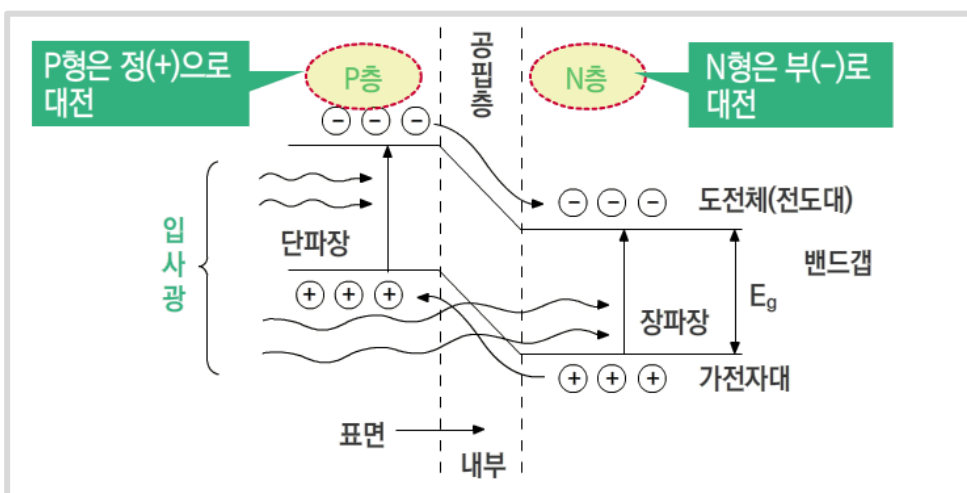 P형은 정(+)으로
대전
P층
공핍층
N층
N형은 부(−)로
대전
− − −
− − −
도전체(전도대)
입사광
단파장
밴드갭
+ + +
Eg
장파장
+ + +
가전자대
표면
내부